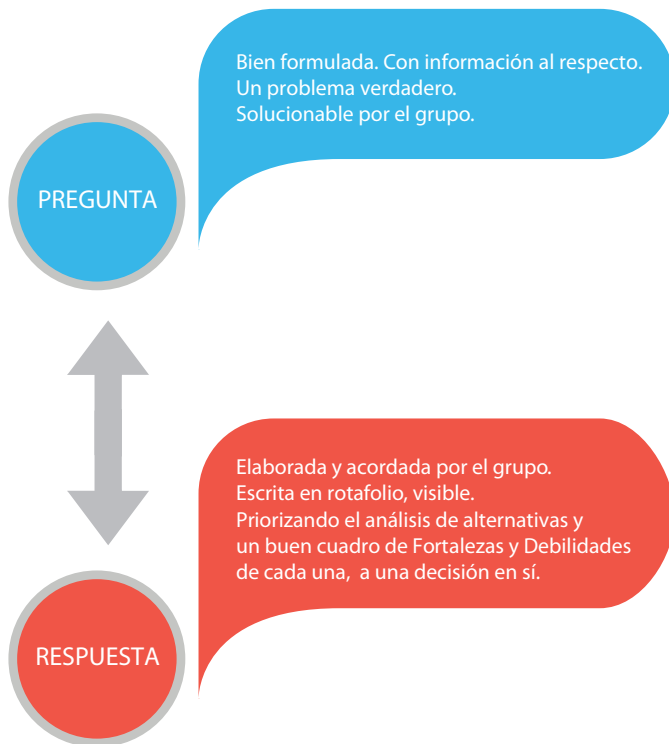 Bien formulada. Con información al respecto.
Un problema verdadero.
Solucionable por el grupo.
PREGUNTA
Elaborada y acordada por el grupo.
Escrita en rotafolio, visible.
Priorizando el análisis de alternativas y
un buen cuadro de Fortalezas y Debilidades
de cada una, a una decisión en sí.
RESPUESTA